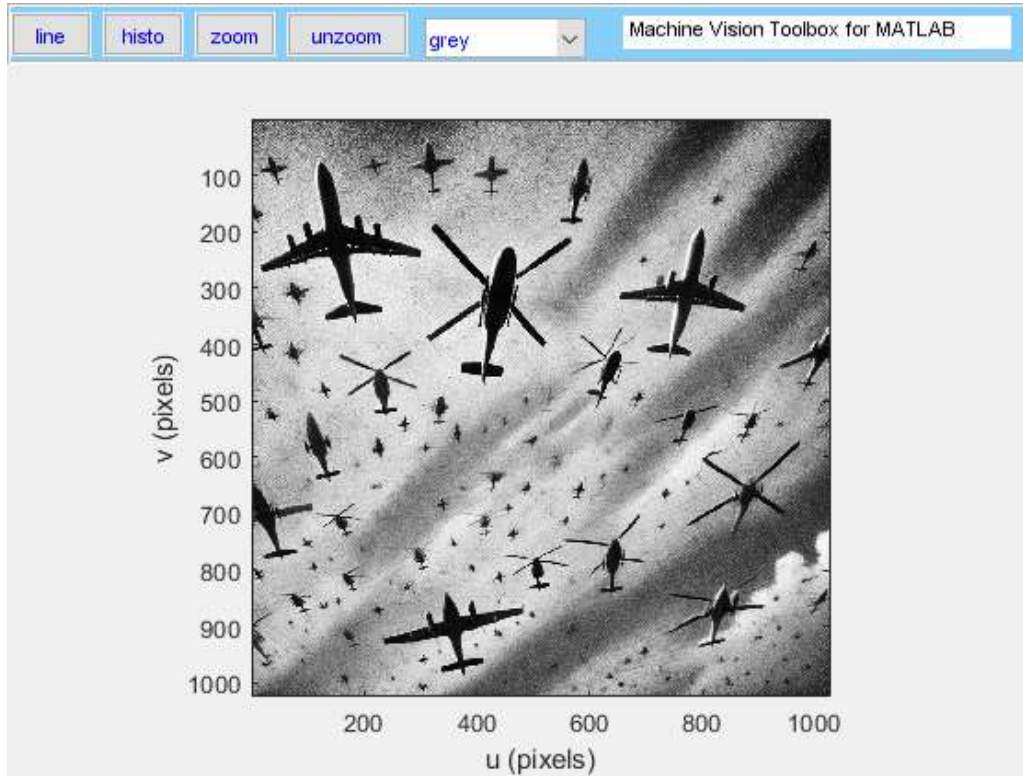 line histo zoom unzoom grey Machine Vision Toolbox for MATLAB
100
200
300
400
500
600
700
800
900
1000
v (pixels)
200 400 600 800 1000
u (pixels)